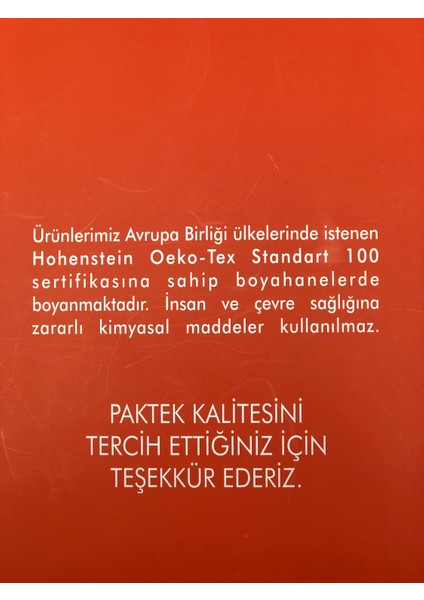 Ürünlerimiz Avrupa Birliği ülkelerinde istenen
Hohenstein Oeko-Tex Standart 100
sertifikasına sahip boyahanelerde
boyanmaktadır. İnsan ve çevre sağlığına
zararlı kimyasal maddeler kullanılmaz.
PAKTEK KALİTESİNİ
TERCİH ETTİĞİNİZ İÇİN
TEŞEKKÜR EDERİZ.